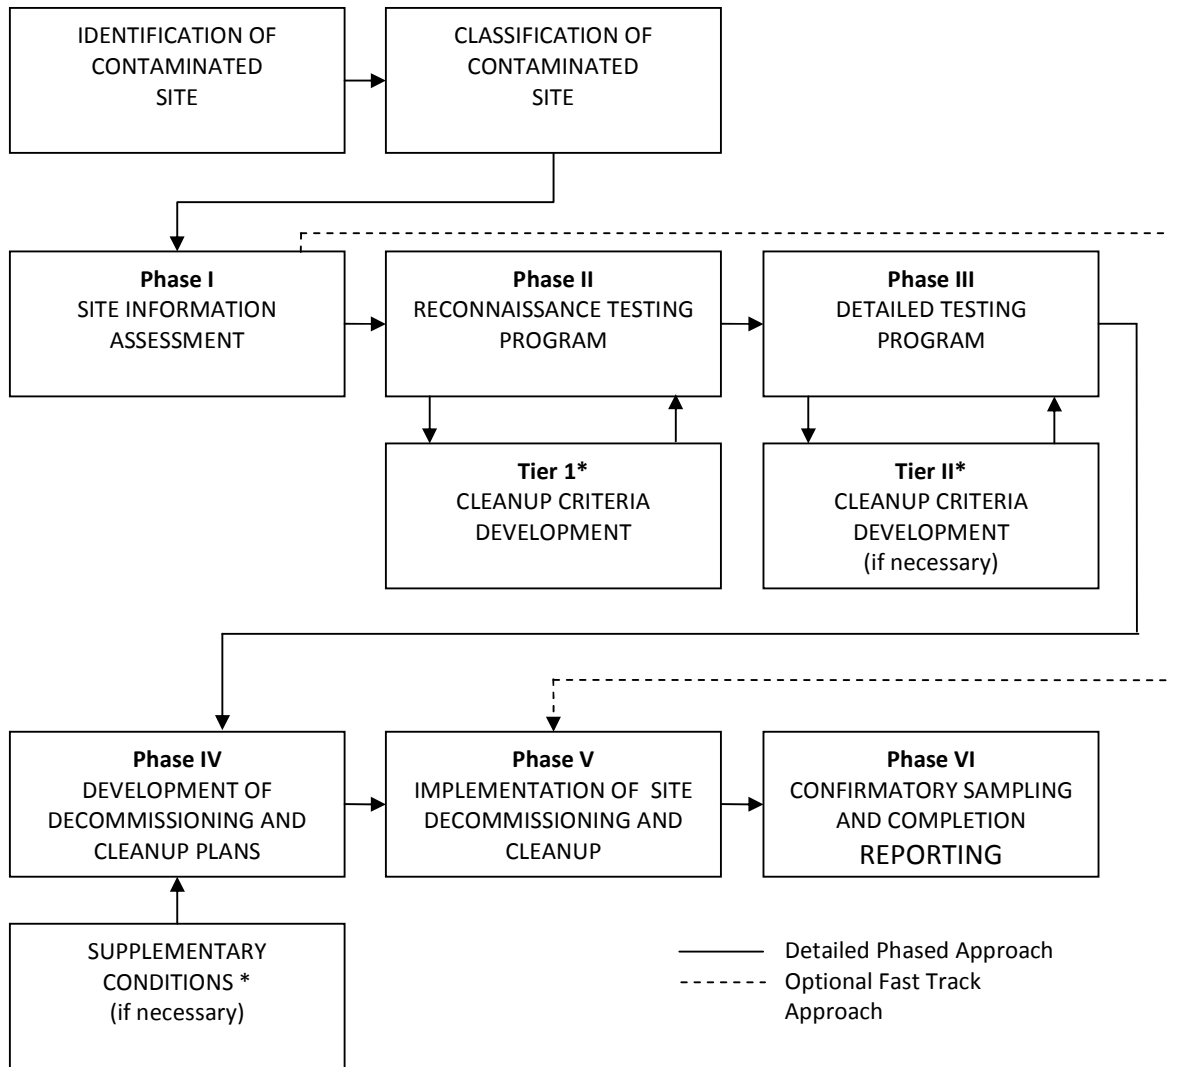 IDENTIFICATION OF
CONTAMINATED
SITE
CLASSIFICATION OF
CONTAMINATED
SITE
Phase I
SITE INFORMATION
ASSESSMENT
Phase II
RECONNAISSANCE TESTING
PROGRAM
Phase III
DETAILED TESTING
PROGRAM
Tier 1*
CLEANUP CRITERIA
DEVELOPMENT
Tier II*
CLEANUP CRITERIA
DEVELOPMENT
(if necessary)
Phase IV
DEVELOPMENT OF
DECOMMISSIONING AND
CLEANUP PLANS
Phase V
IMPLEMENTATION OF SITE
DECOMMISSIONING AND
CLEANUP
Phase VI
CONFIRMATORY SAMPLING
AND COMPLETION
REPORTING
SUPPLEMENTARY
CONDITIONS *
(if necessary)
Detailed Phased Approach
Optional Fast Track
Approach